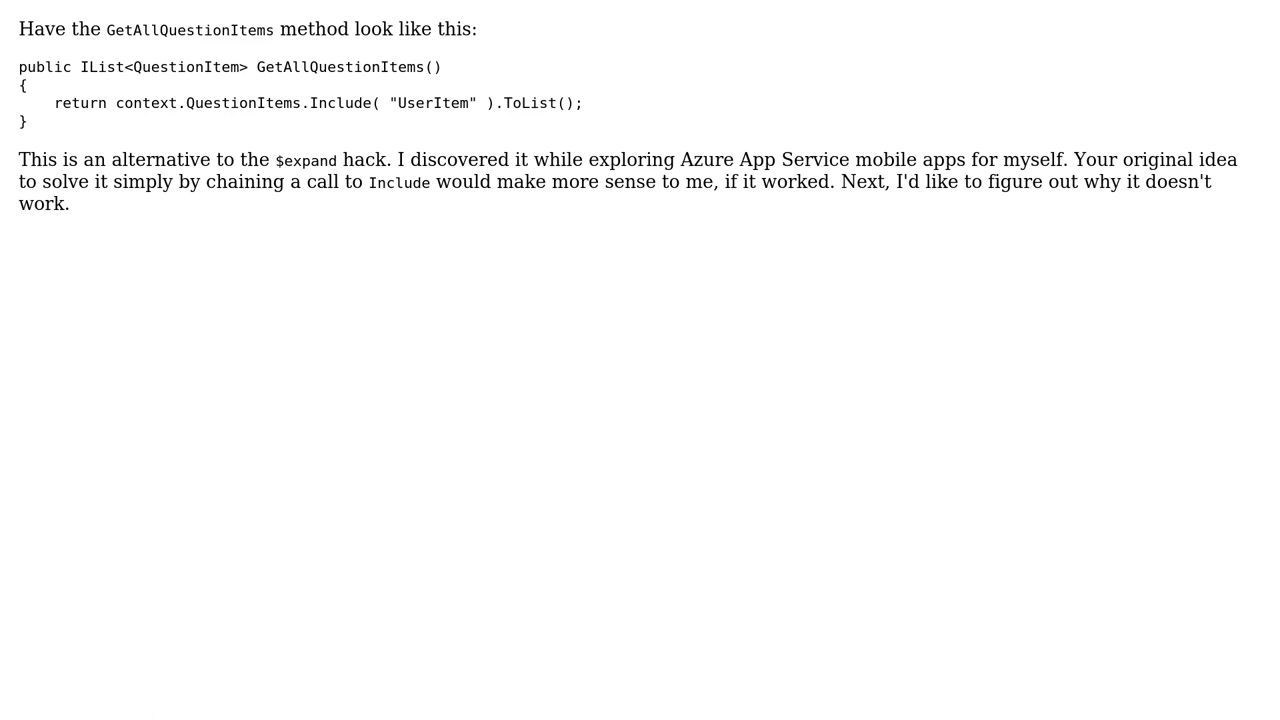 Have the GetAllQuestionItems method look like this:
public IList<QuestionItem> GetAllQuestionItems()
{
    return context.QuestionItems.Include( "UserItem" ).ToList();
}
This is an alternative to the $expand hack. I discovered it while exploring Azure App Service mobile apps for myself. Your original idea
to solve it simply by chaining a call to Include would make more sense to me, if it worked. Next, I'd like to figure out why it doesn't
work.